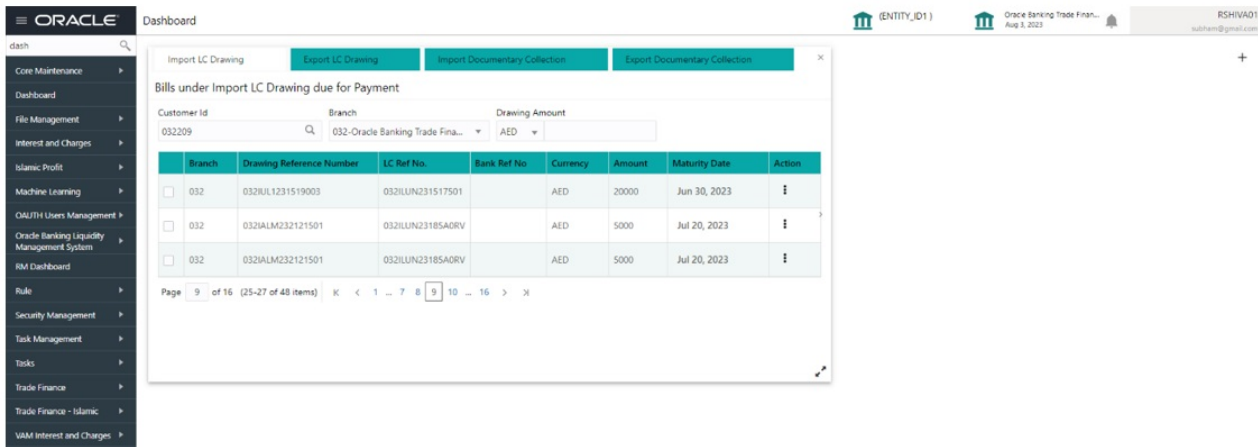 ORACLE
Dashboard
(ENTITY_ID1 )
Oracle Banking Trade Finan...
Aug 3, 2023
RSHIVA01
subham@gmail.com
dash
Core Maintenance
Dashboard
File Management
Interest and Charges
Islamic Profit
Machine Learning
OAUTH Users Management
Oracle Banking Liquidity
Management System
RM Dashboard
Rule
Security Management
Task Management
Tasks
Trade Finance
Trade Finance - Islamic
VAM Interest and Charges
Import LC Drawing Export LC Drawing Import Documentary Collection Export Documentary Collection
Bills under Import LC Drawing due for Payment
Customer Id Branch Drawing Amount
032209 032-Oracle Banking Trade Fina... AED
Branch Drawing Reference Number LC Ref No. Bank Ref No Currency Amount Maturity Date Action
032 032IUL1231519003 032ILUN231517501 AED 20000 Jun 30, 2023
032 032IALM232121501 032ILUN23185A0RV AED 5000 Jul 20, 2023
032 032IALM232121501 032ILUN23185A0RV AED 5000 Jul 20, 2023
Page 9 of 16 (25-27 of 48 items) K < 1 ... 7 8 9 10 ... 16 > >|